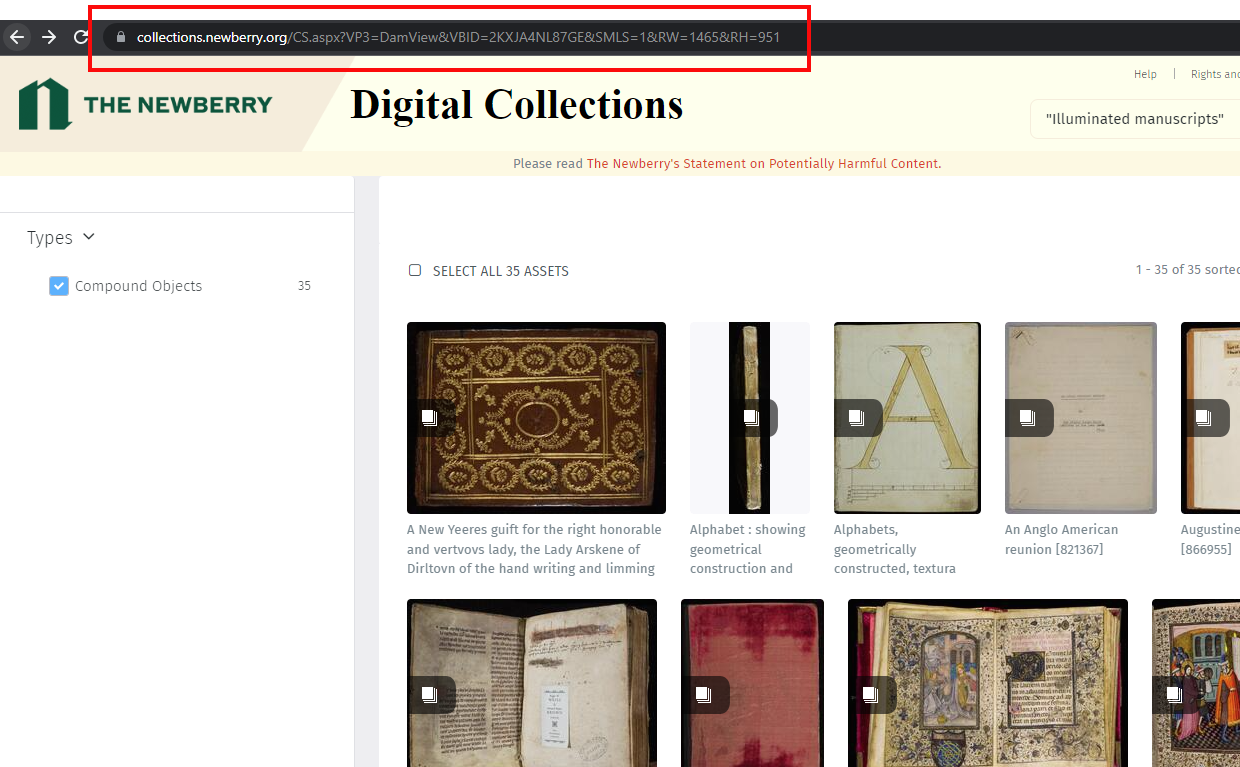 collections.newberry.org/CS.aspx?VP3=DamView&VBID=2KXJA4NL87GE&SMLS=1&RW=1465&RH=951
Help | Rights and
THE NEWBERRY
Digital Collections
"Illuminated manuscripts"
Please read The Newberry's Statement on Potentially Harmful Content.
Types
Compound Objects 35
SELECT ALL 35 ASSETS
1 - 35 of 35 sorted
A New Yeeres guift for the right honorable
and vertvovs lady, the Lady Arskene of
Dirltovn of the hand writing and limming
Alphabet : showing
geometrical
construction and
Alphabets,
geometrically
constructed, textura
An Anglo American
reunion [821367]
Augustine
[866955]